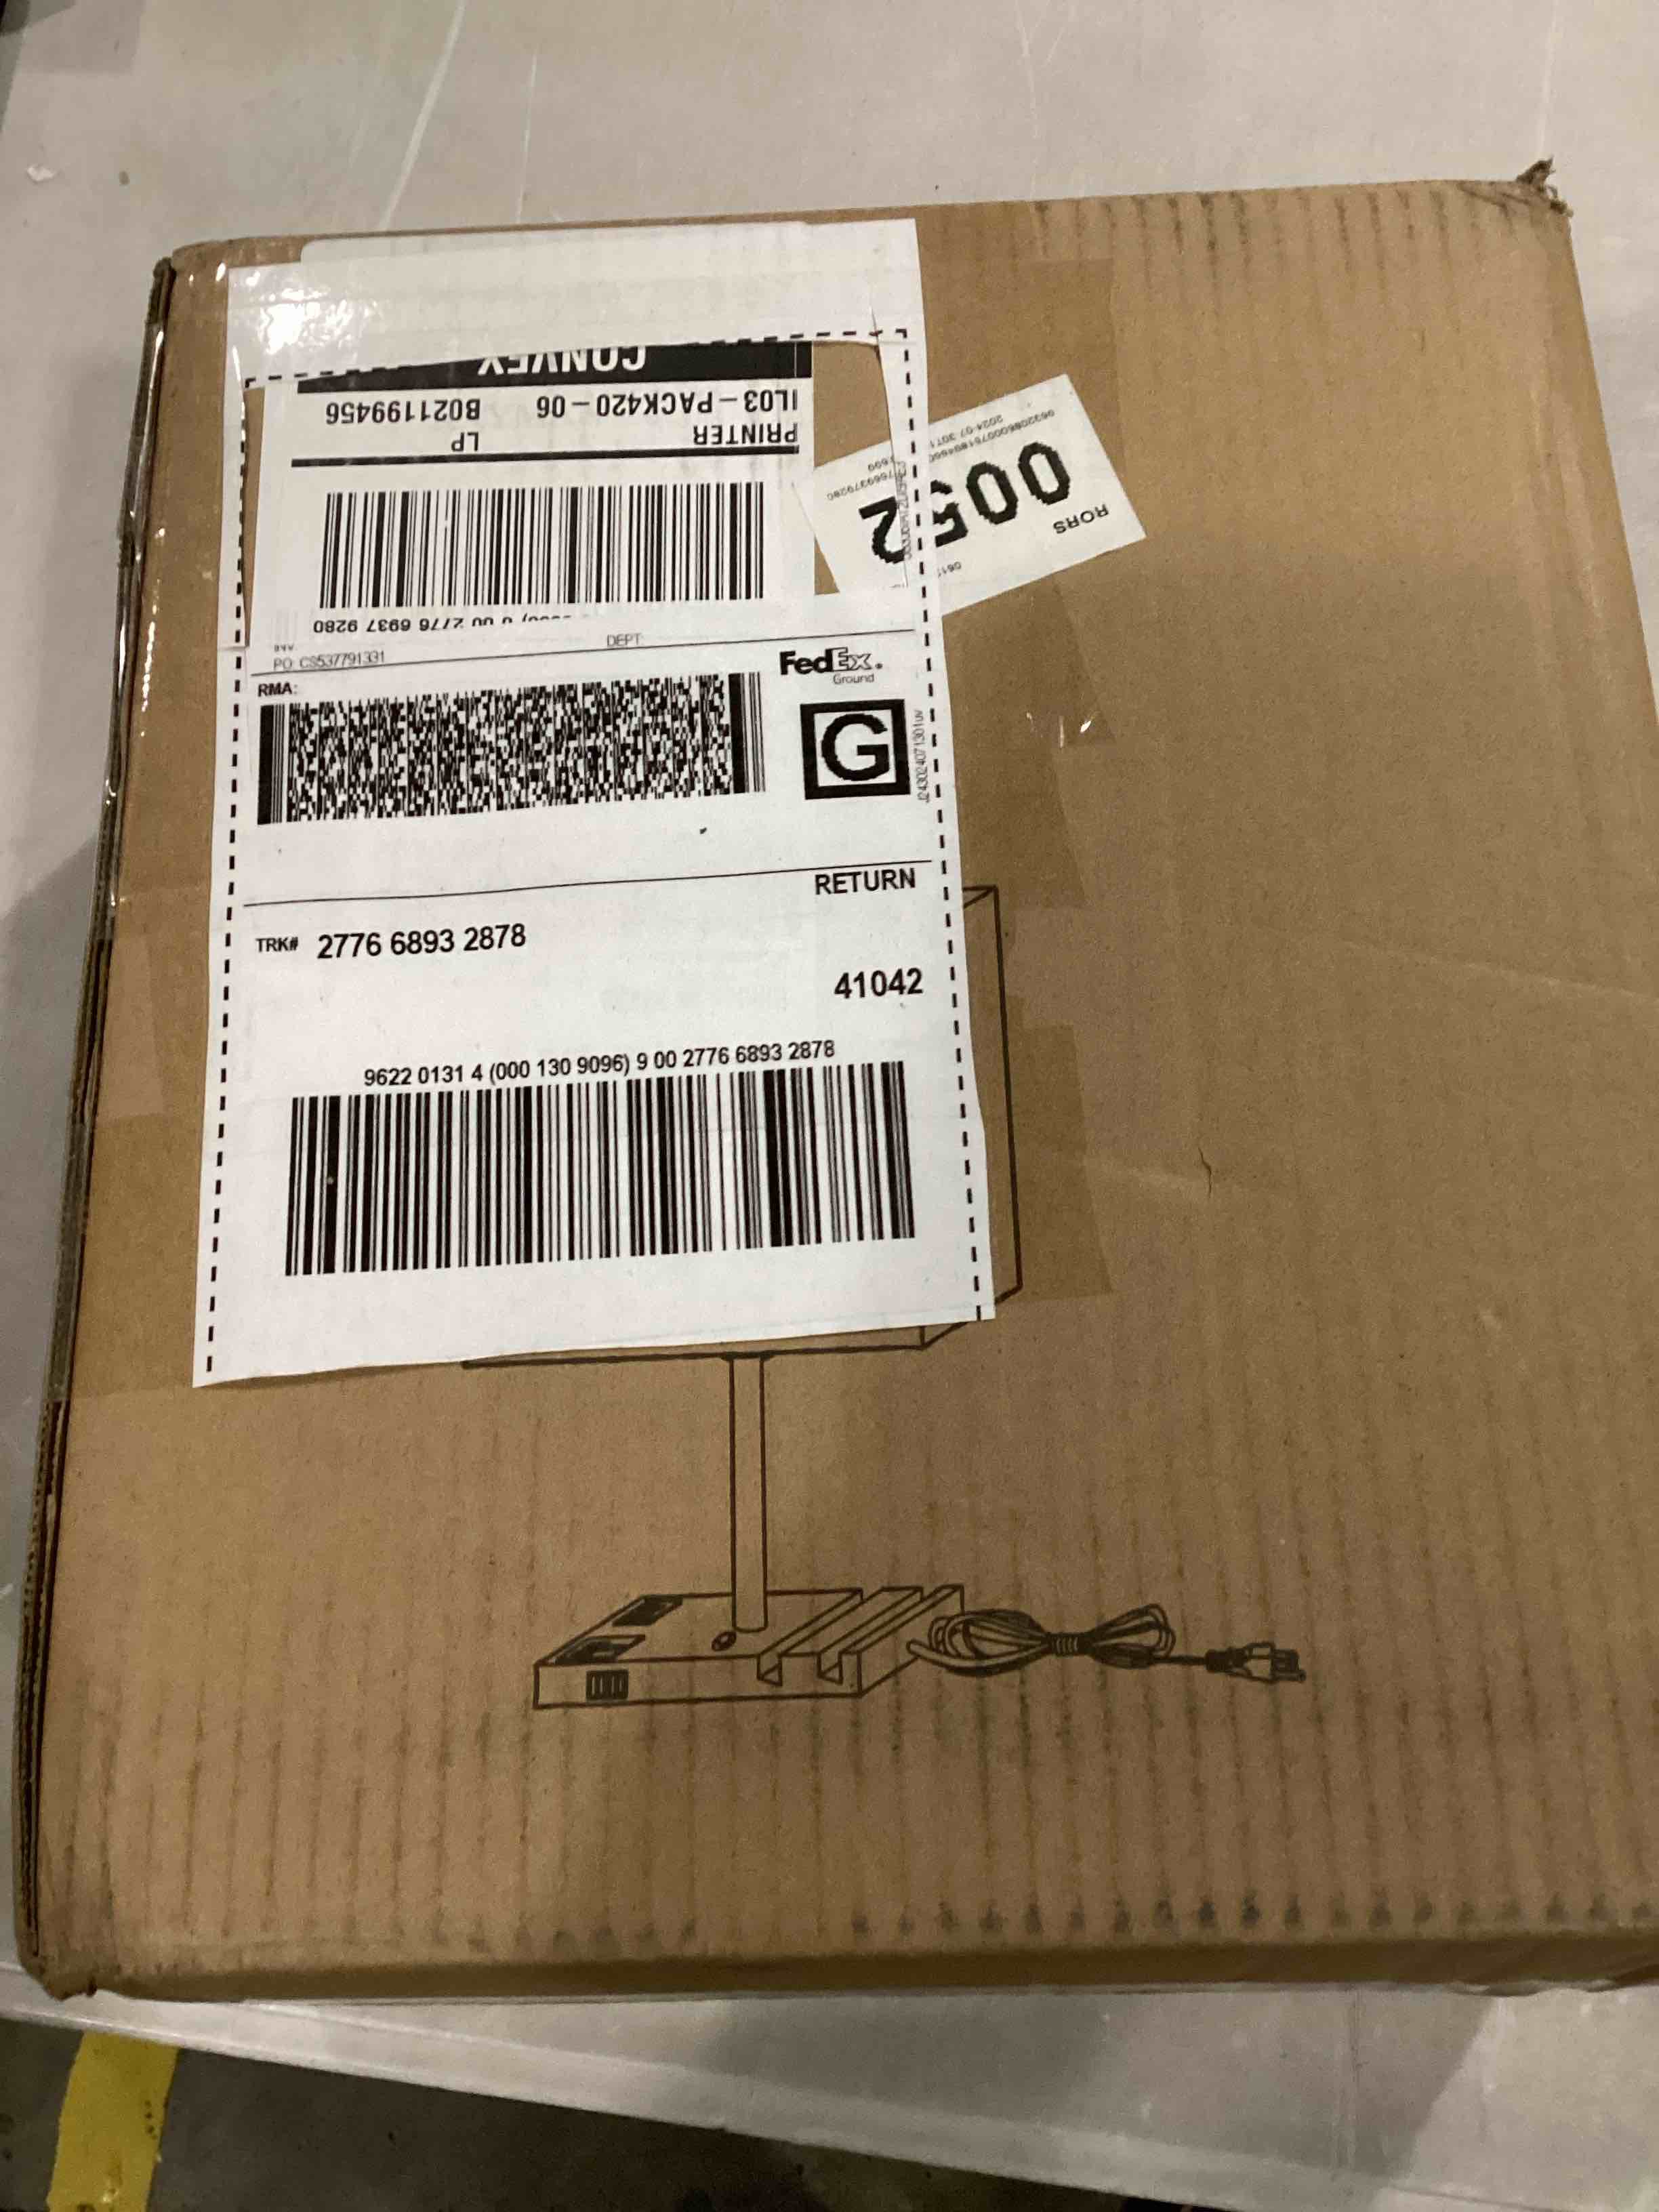 CONVEX
IL03-PACK420-06 B021199456
PRINTER LP
00 2776 6937 9280
PO: CS537791331 DEPT:
RMA:
FedEx®
Ground
G
J243024071301uv
RETURN
TRK# 2776 6893 2878
41042
9622 0131 4 (000 130 9096) 9 00 2776 6893 2878
RORS
0052